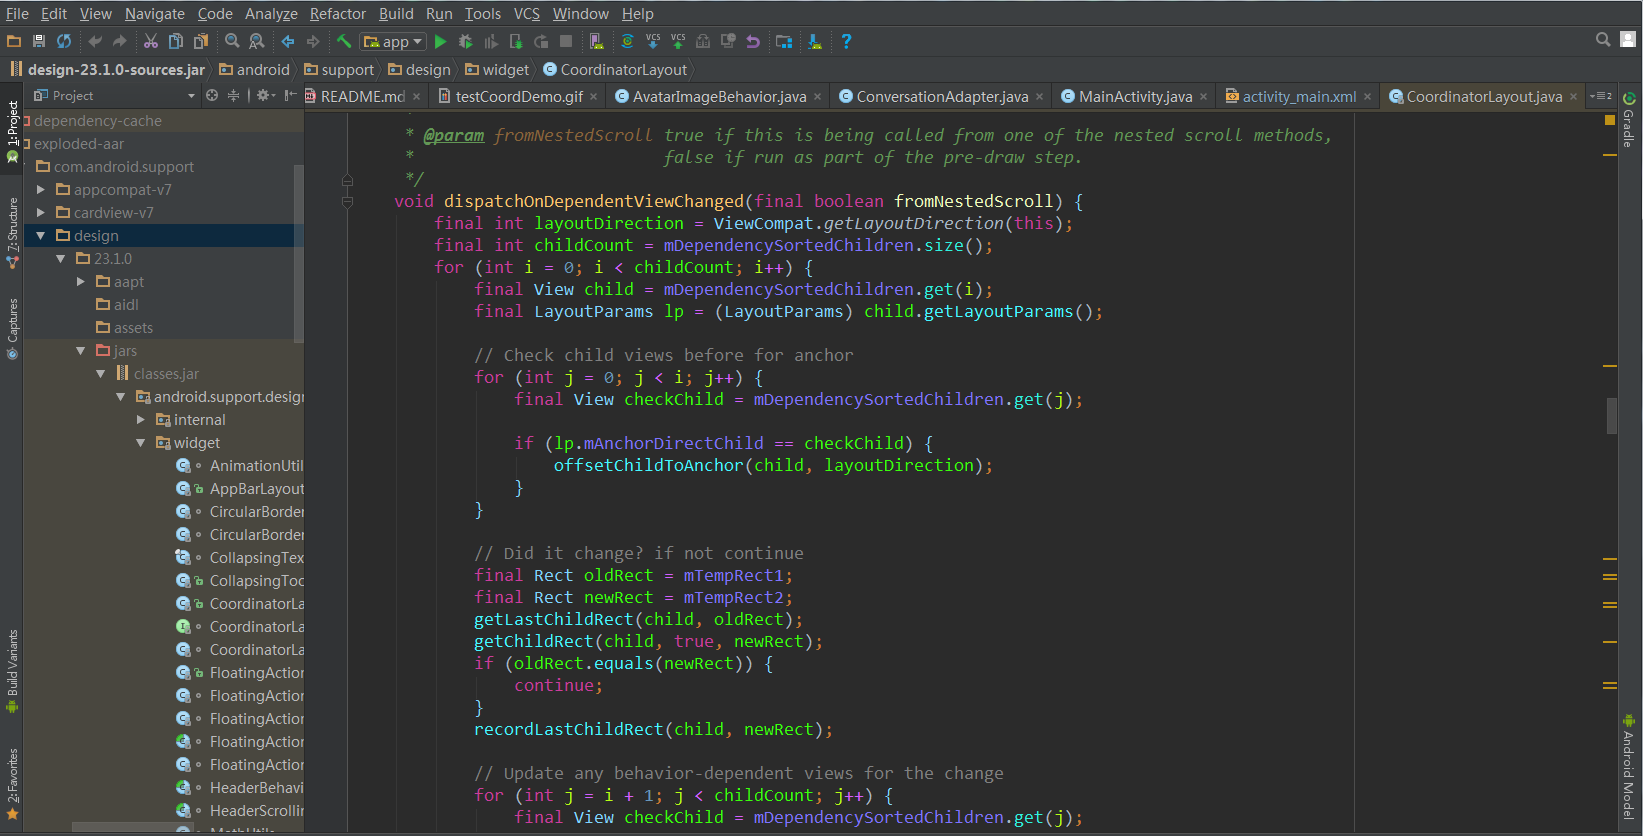 File Edit View Navigate Code Analyze Refactor Build Run Tools VCS Window Help
app VCS VCS ?
design-23.1.0-sources.jar android support design widget CoordinatorLayout
Project
README.md testCoordDemo.gif AvatarImageBehavior.java ConversationAdapter.java MainActivity.java activity_main.xml CoordinatorLayout.java
1: Project
7: Structure
Captures
Build Variants
2: Favorites
dependency-cache
exploded-aar
com.android.support
appcompat-v7
cardview-v7
design
23.1.0
aapt
aidl
assets
jars
classes.jar
android.support.desigr
internal
widget
AnimationUtil
AppBarLayout
CircularBorder
CircularBorder
CollapsingTex
CollapsingToo
CoordinatorLa
CoordinatorLa
CoordinatorLa
FloatingAction
FloatingAction
FloatingAction
FloatingAction
FloatingAction
HeaderBehavi
HeaderScrollin
MathUtils
* @param fromNestedScroll true if this is being called from one of the nested scroll methods,
* false if run as part of the pre-draw step.
*/
void dispatchOnDependentViewChanged(final boolean fromNestedScroll) {
final int layoutDirection = ViewCompat.getLayoutDirection(this);
final int childCount = mDependencySortedChildren.size();
for (int i = 0; i < childCount; i++) {
final View child = mDependencySortedChildren.get(i);
final LayoutParams lp = (LayoutParams) child.getLayoutParams();
// Check child views before for anchor
for (int j = 0; j < i; j++) {
final View checkChild = mDependencySortedChildren.get(j);
if (lp.mAnchorDirectChild == checkChild) {
offsetChildToAnchor(child, layoutDirection);
}
}
// Did it change? if not continue
final Rect oldRect = mTempRect1;
final Rect newRect = mTempRect2;
getLastChildRect(child, oldRect);
getChildRect(child, true, newRect);
if (oldRect.equals(newRect)) {
continue;
}
recordLastChildRect(child, newRect);
// Update any behavior-dependent views for the change
for (int j = i + 1; j < childCount; j++) {
final View checkChild = mDependencySortedChildren.get(j);
Gradle
Android Model